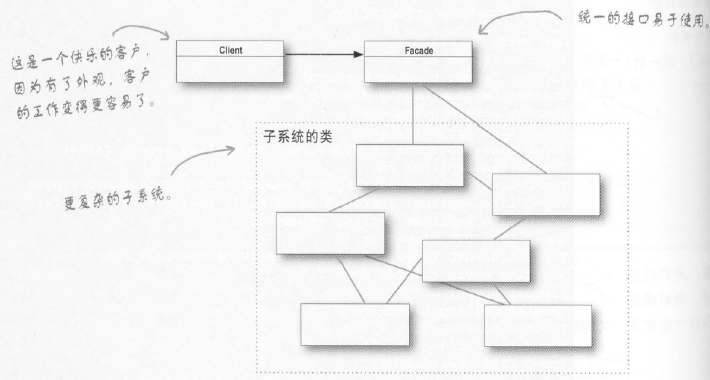 统一的接口易于使用。
Client
Facade
这是一个快乐的客户，
因为有了外观，客户
的工作变得更容易了。
子系统的类
更复杂的子系统。